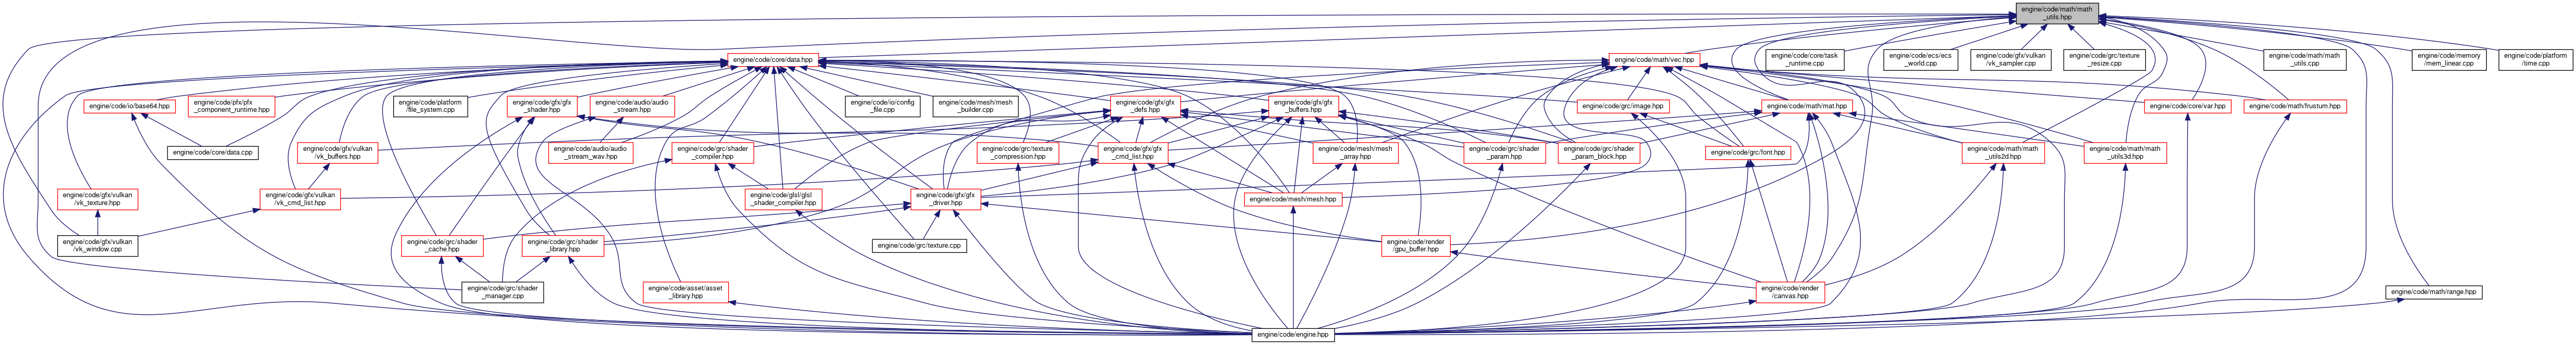 engine/code/math/math
_utils.hpp
engine/code/core/data.hpp
engine/code/math/vec.hpp
engine/code/core/task
_runtime.cpp
engine/code/ecs/ecs
_world.cpp
engine/code/gfx/vulkan
/vk_sampler.cpp
engine/code/grc/texture
_resize.cpp
engine/code/math/math
_utils.cpp
engine/code/memory
/mem_linear.cpp
engine/code/platform
/time.cpp
engine/code/io/base64.hpp
engine/code/pfx/pfx
_component_runtime.hpp
engine/code/platform
/file_system.cpp
engine/code/gfx/gfx
_shader.hpp
engine/code/audio/audio
_stream.hpp
engine/code/io/config
_file.cpp
engine/code/mesh/mesh
_builder.cpp
engine/code/gfx/gfx
_defs.hpp
engine/code/gfx/gfx
_buffers.hpp
engine/code/grc/image.hpp
engine/code/math/mat.hpp
engine/code/core/var.hpp
engine/code/math/frustum.hpp
engine/code/core/data.cpp
engine/code/gfx/vulkan
/vk_buffers.hpp
engine/code/audio/audio
_stream_wav.hpp
engine/code/grc/shader
_compiler.hpp
engine/code/grc/texture
_compression.hpp
engine/code/gfx/gfx
_cmd_list.hpp
engine/code/mesh/mesh
_array.hpp
engine/code/grc/shader
_param.hpp
engine/code/grc/shader
_param_block.hpp
engine/code/grc/font.hpp
engine/code/math/math
_utils2d.hpp
engine/code/math/math
_utils3d.hpp
engine/code/gfx/vulkan
/vk_texture.hpp
engine/code/gfx/vulkan
/vk_cmd_list.hpp
engine/code/glsl/glsl
_shader_compiler.hpp
engine/code/gfx/gfx
_driver.hpp
engine/code/mesh/mesh.hpp
engine/code/gfx/vulkan
/vk_window.cpp
engine/code/grc/shader
_cache.hpp
engine/code/grc/shader
_library.hpp
engine/code/grc/texture.cpp
engine/code/render
/gpu_buffer.hpp
engine/code/grc/shader
_manager.cpp
engine/code/asset/asset
_library.hpp
engine/code/render
/canvas.hpp
engine/code/math/range.hpp
engine/code/engine.hpp